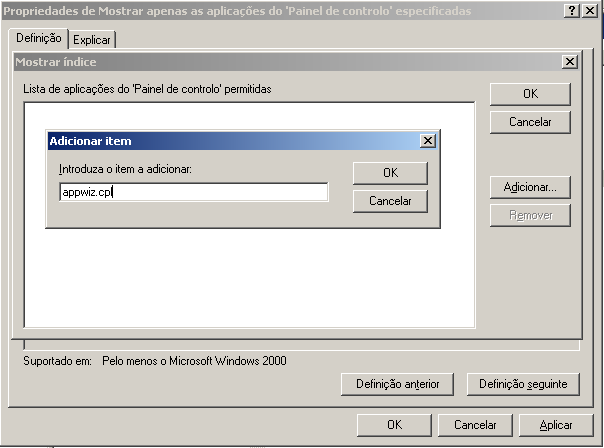 Propriedades de Mostrar apenas as aplicações do 'Painel de controlo' especificadas
Definição
Explicar
Mostrar índice
Lista de aplicações do 'Painel de controlo' permitidas
OK
Cancelar
Adicionar item
Introduza o item a adicionar:
OK
appwiz.cpl
Cancelar
Adicionar...
Remover
Suportado em: Pelo menos o Microsoft Windows 2000
Definição anterior
Definição seguinte
OK
Cancelar
Aplicar